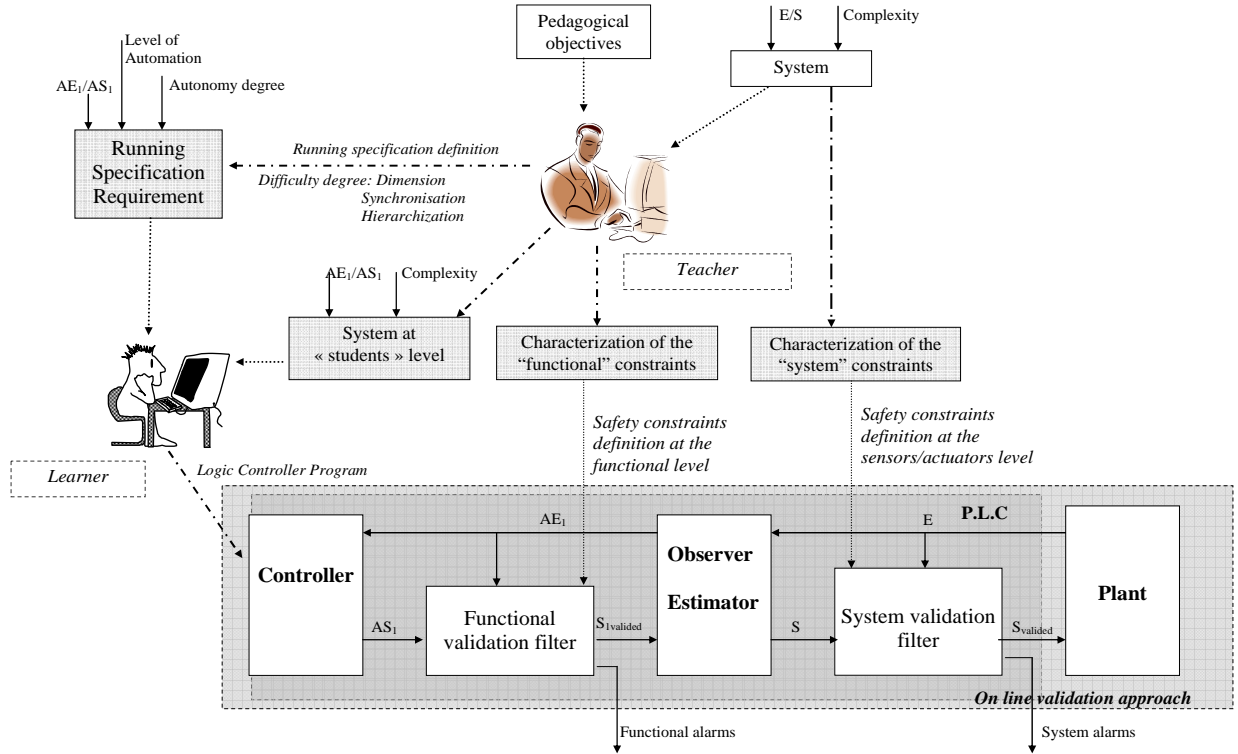 E/S
Complexity
Pedagogical
objectives
System
Level of
Automation
AE1/AS1
Autonomy degree
Running
Specification
Requirement
Running specification definition
Difficulty degree: Dimension
Synchronisation
Hierarchization
Teacher
AE1/AS1
Complexity
System at
« students » level
Characterization of the
“functional” constraints
Characterization of the
“system” constraints
Safety constraints
definition at the
functional level
Safety constraints
definition at the
sensors/actuators level
Learner
Logic Controller Program
P.L.C
AE1
E
Controller
Observer
Estimator
Plant
Functional
validation filter
System validation
filter
AS1
S1valided
S
Svalided
On line validation approach
Functional alarms
System alarms